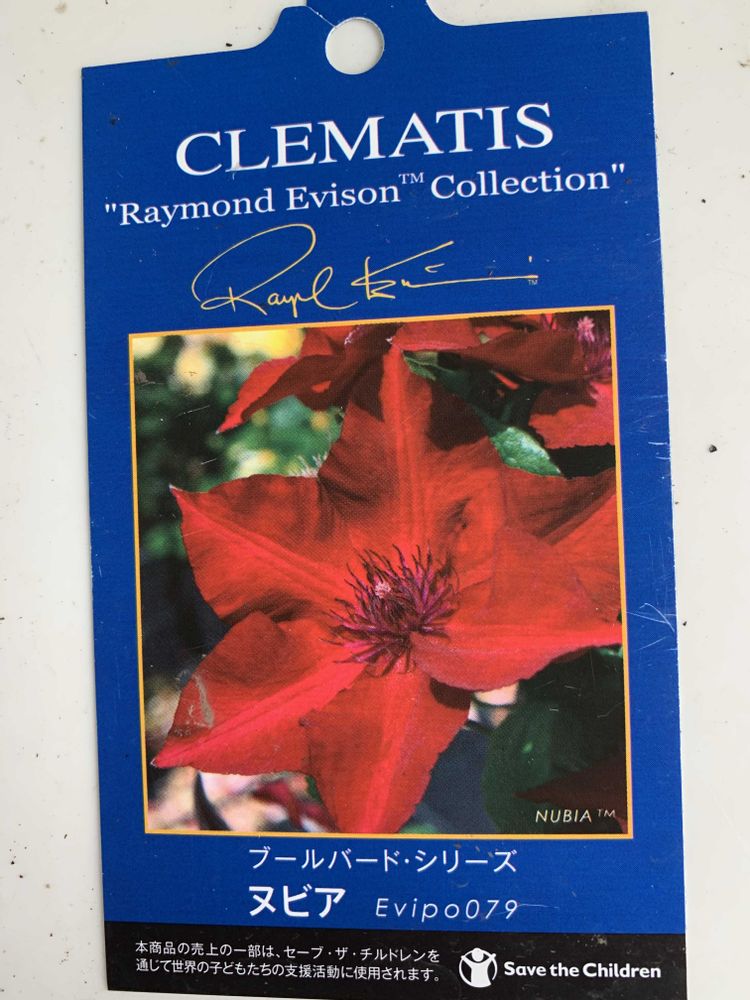 CLEMATIS
"Raymond Evison™ Collection"
NUBIA™
ブールバード・シリーズ
ヌビア Evipo079
本商品の売上の一部は、セーブ・ザ・チルドレンを
通じて世界の子どもたちの支援活動に使用されます。
Save the Children